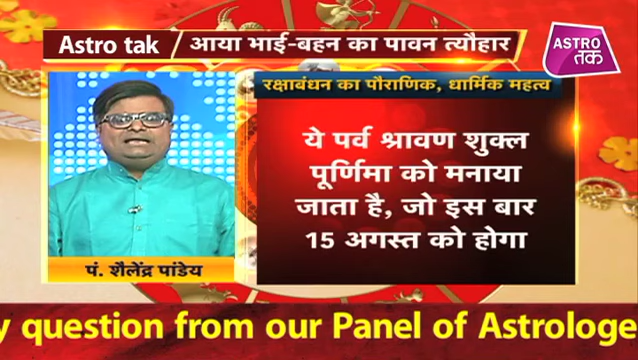 Astro tak / आया भाई-बहन का पावन त्यौहार
ASTRO
तक
रक्षाबंधन का पौराणिक, धार्मिक महत्व
ये पर्व श्रावण शुक्ल
पूर्णिमा को मनाया
जाता है, जो इस बार
15 अगस्त को होगा
पं. शैलेंद्र पांडेय
y question from our Panel of Astrologe